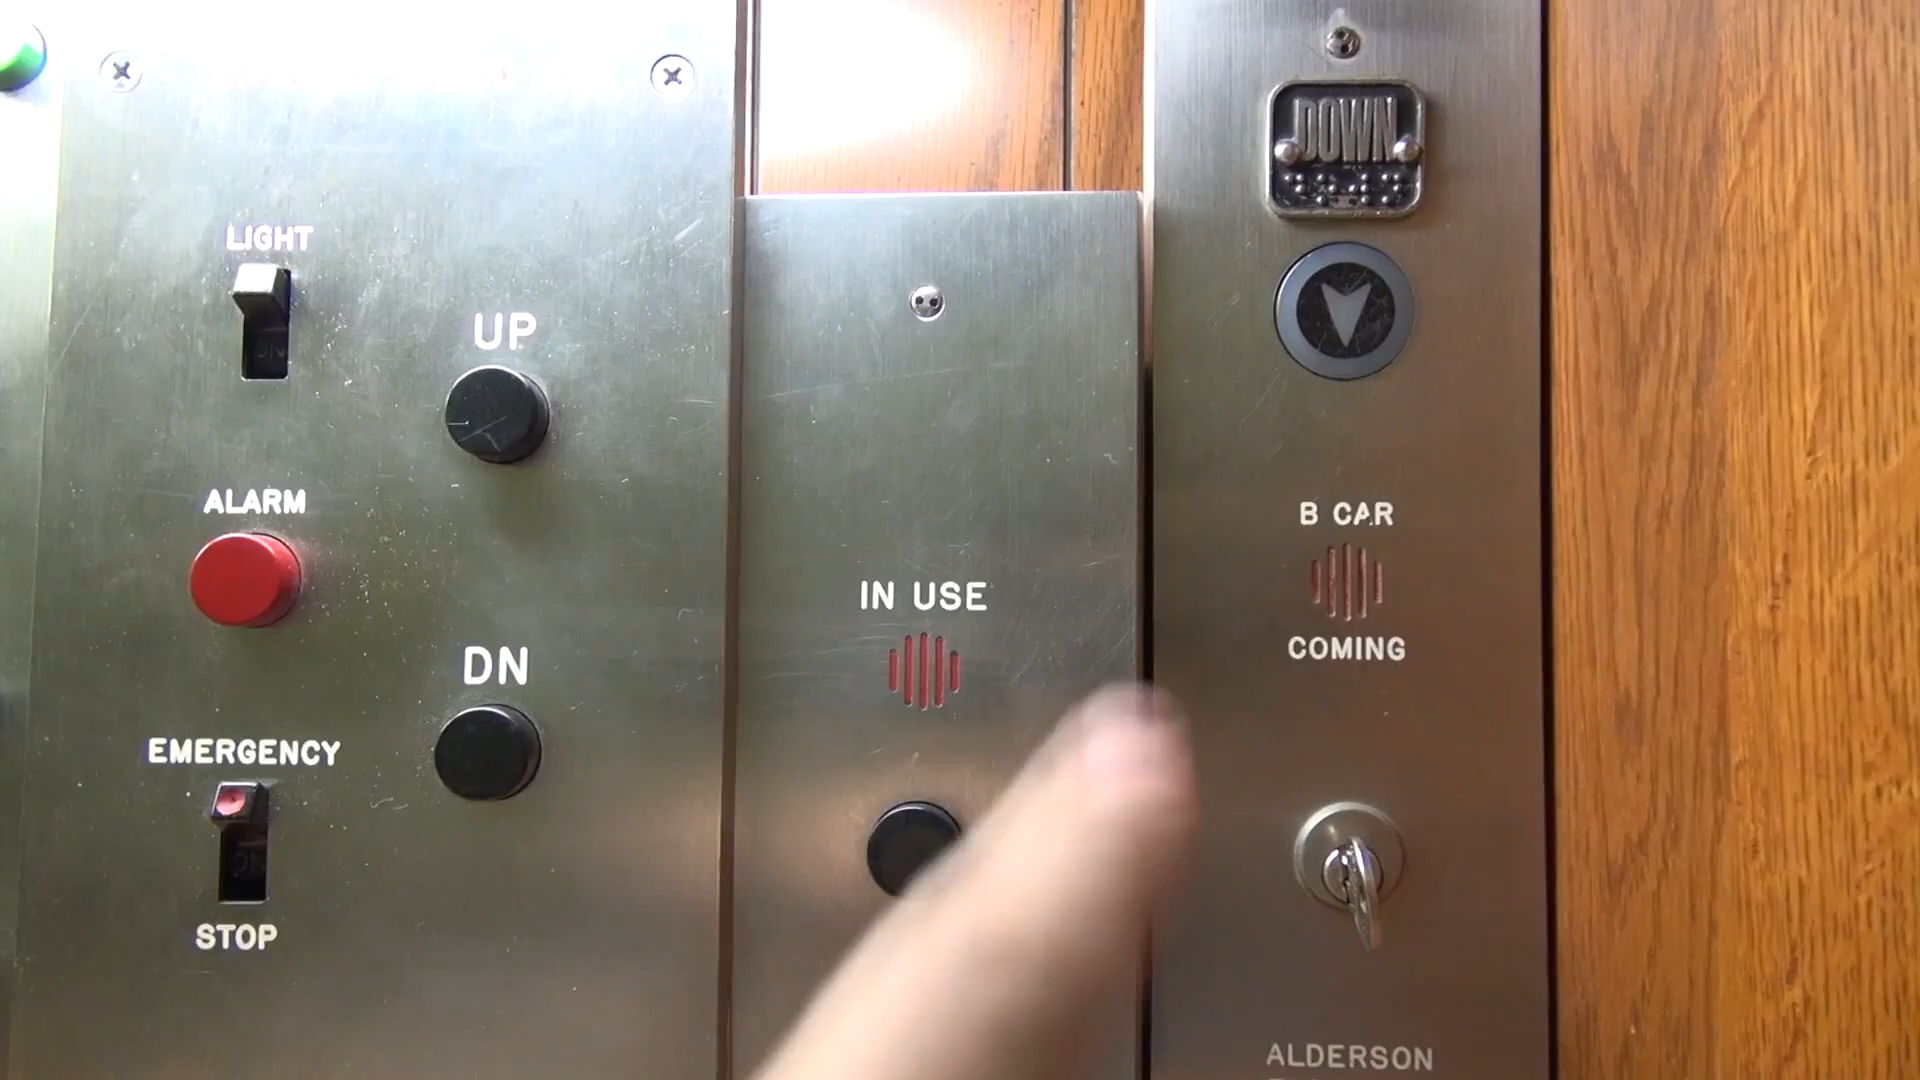 LIGHT
UP
ALARM
DN
EMERGENCY
STOP
IN USE
DOWN
B CAR
COMING
ALDERSON